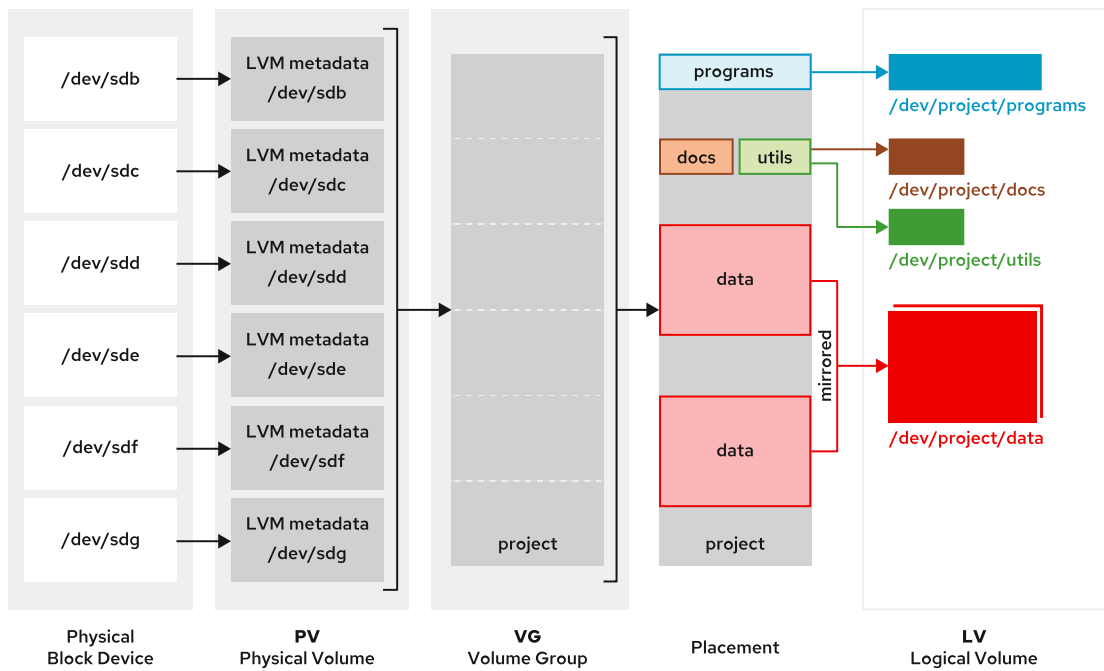 /dev/sdb
/dev/sdc
/dev/sdd
/dev/sde
/dev/sdf
/dev/sdg
Physical
Block Device
LVM metadata
/dev/sdb
LVM metadata
/dev/sdc
LVM metadata
/dev/sdd
LVM metadata
/dev/sde
LVM metadata
/dev/sdf
LVM metadata
/dev/sdg
PV
Physical Volume
project
VG
Volume Group
programs
docs
utils
data
mirrored
data
project
Placement
/dev/project/programs
/dev/project/docs
/dev/project/utils
/dev/project/data
LV
Logical Volume